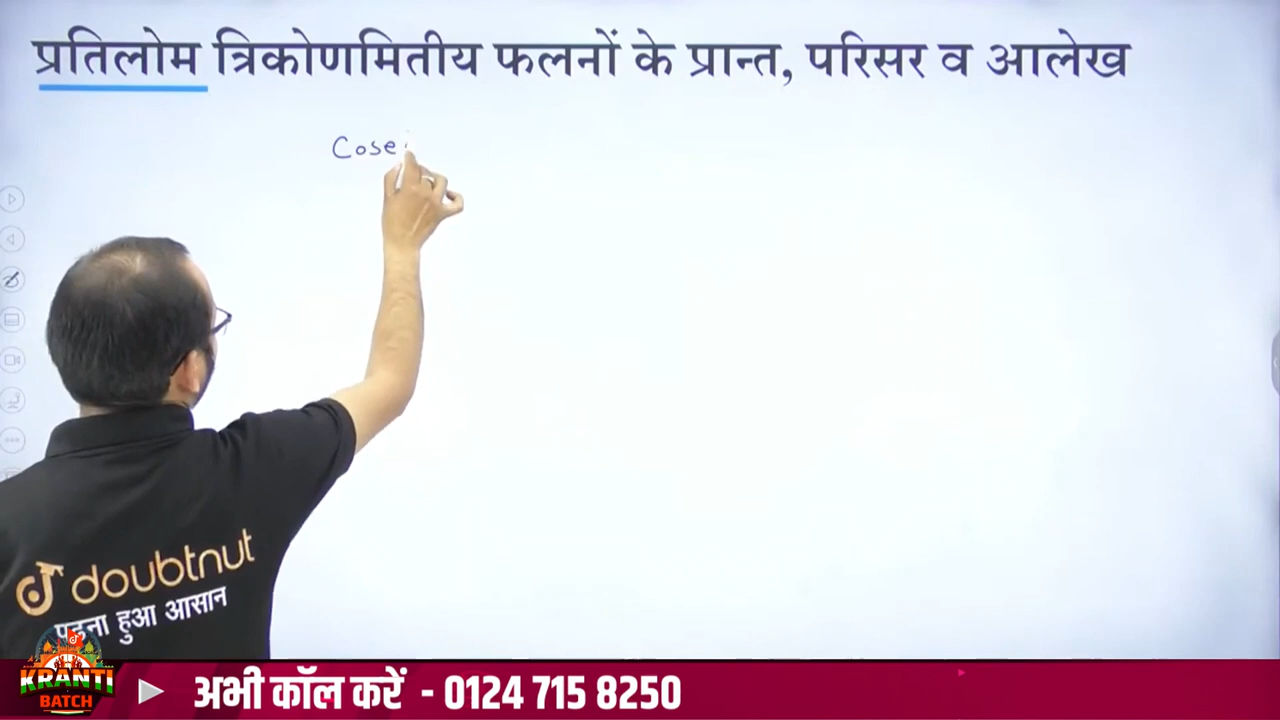 प्रतिलोम त्रिकोणमितीय फलनों के प्रान्त, परिसर व आलेख
Cose
doubtnut
पढ़ना हुआ आसान
KRANTI
BATCH
अभी कॉल करें - 0124 715 8250